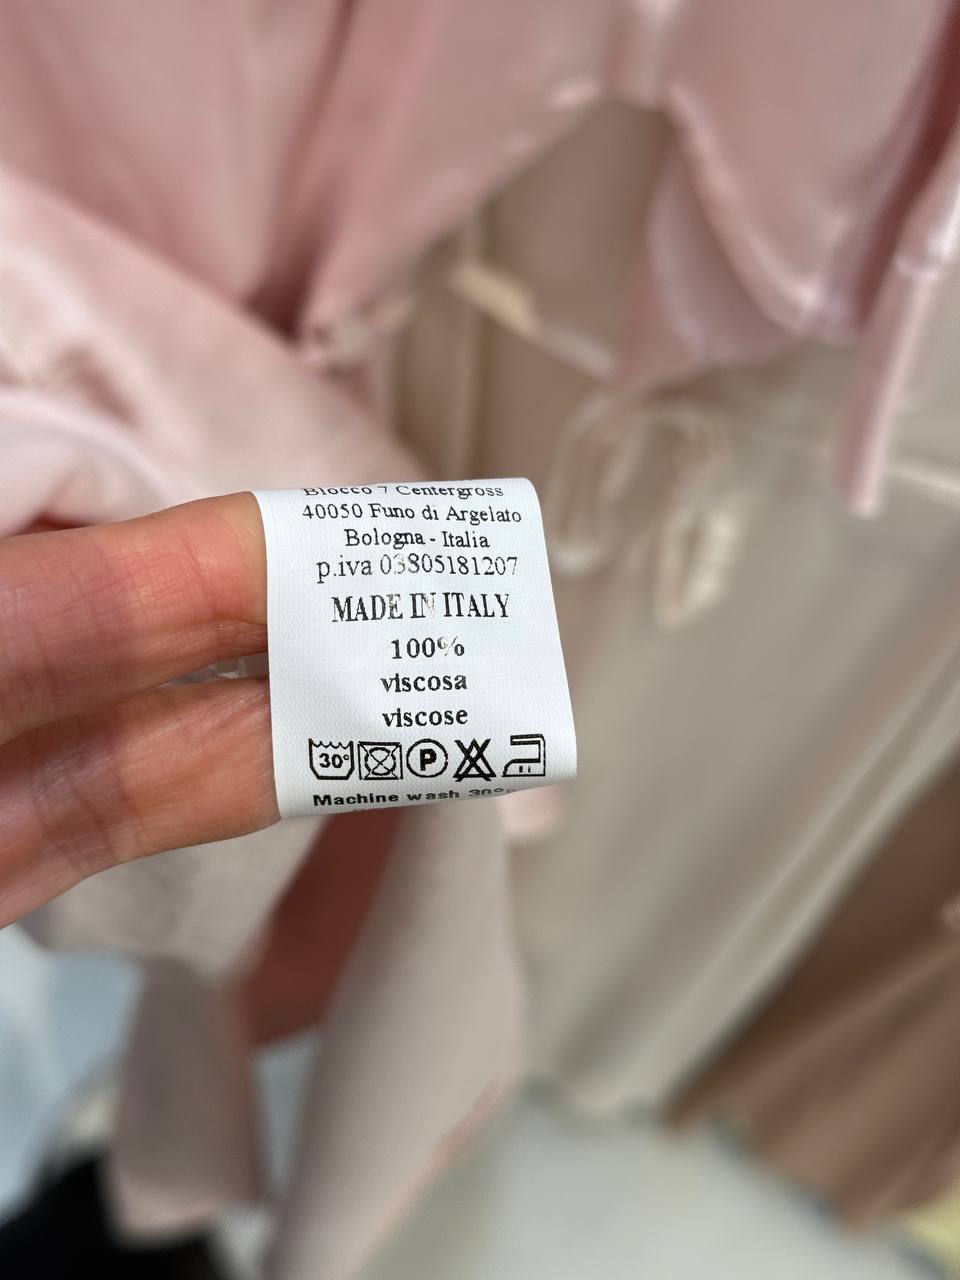 Blocco 7 Centergross
40050 Funo di Argelato
Bologna - Italia
p.iva 03805181207
MADE IN ITALY
100%
viscosa
viscose
30° P
Machine wash 30°